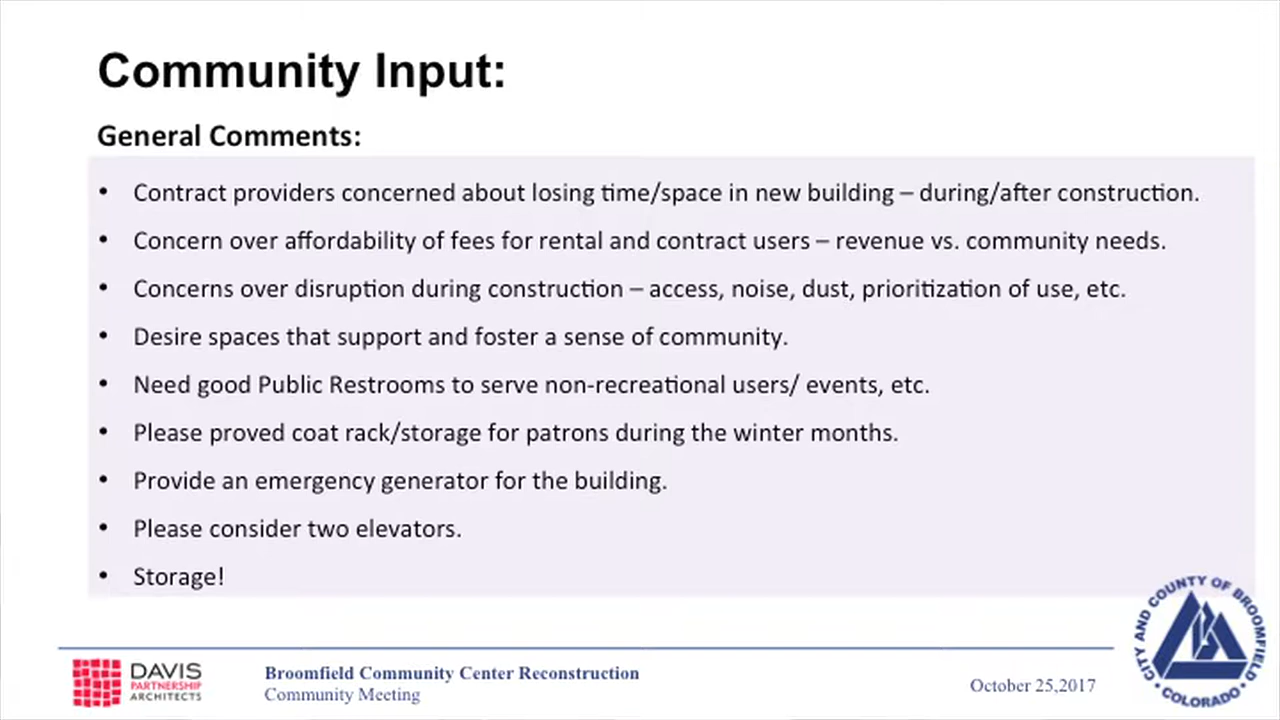 Community Input:
General Comments:
• Contract providers concerned about losing time/space in new building – during/after construction.
• Concern over affordability of fees for rental and contract users – revenue vs. community needs.
• Concerns over disruption during construction – access, noise, dust, prioritization of use, etc.
• Desire spaces that support and foster a sense of community.
• Need good Public Restrooms to serve non-recreational users/ events, etc.
• Please proved coat rack/storage for patrons during the winter months.
• Provide an emergency generator for the building.
• Please consider two elevators.
• Storage!
DAVIS
PARTNERSHIP
ARCHITECTS
Broomfield Community Center Reconstruction
Community Meeting
October 25,2017
CITY AND COUNTY OF BROOMFIELD
• COLORADO •